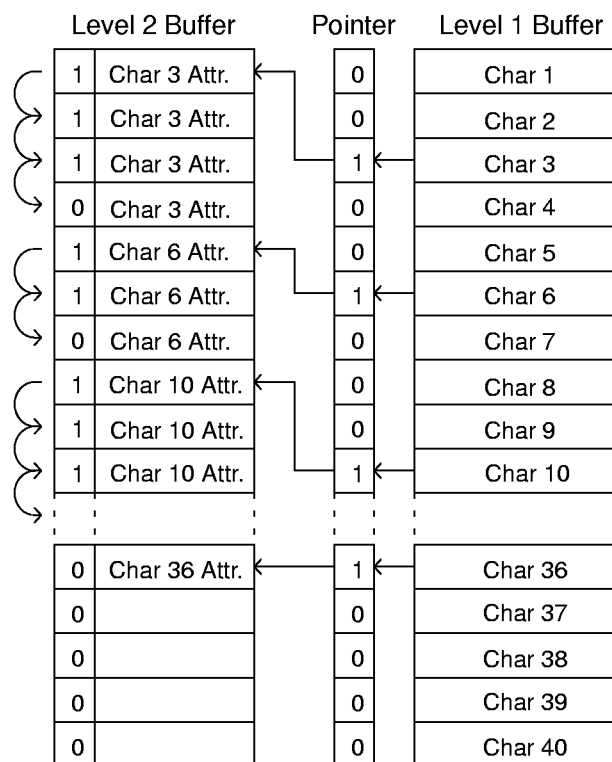 Level 2 Buffer Pointer Level 1 Buffer
1 Char 3 Attr. 0 Char 1
1 Char 3 Attr. 0 Char 2
1 Char 3 Attr. 1 Char 3
0 Char 3 Attr. 0 Char 4
1 Char 6 Attr. 0 Char 5
1 Char 6 Attr. 1 Char 6
0 Char 6 Attr. 0 Char 7
1 Char 10 Attr. 0 Char 8
1 Char 10 Attr. 0 Char 9
1 Char 10 Attr. 1 Char 10
0 Char 36 Attr. 1 Char 36
0 0 Char 37
0 0 Char 38
0 0 Char 39
0 0 Char 40